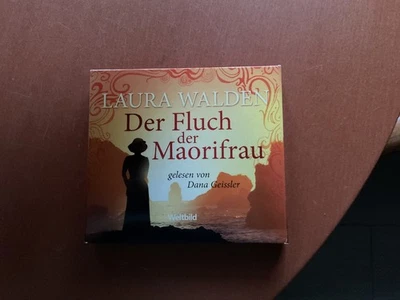 LAURA WALDEN
Der Fluch
der
Maorifrau
gelesen von
Dana Geissler
Weltbild